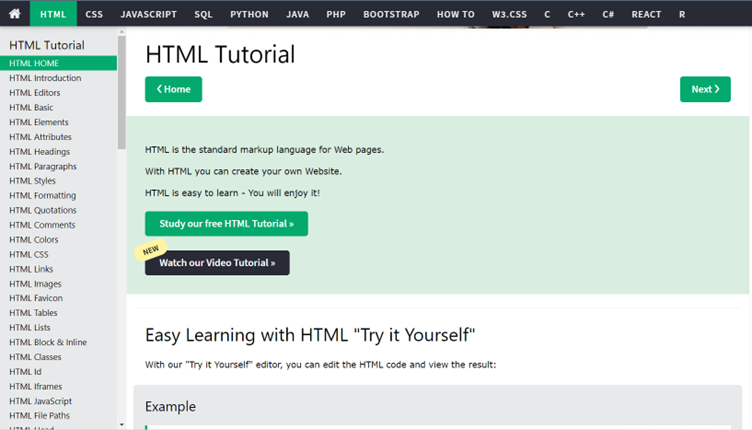 HTML CSS JAVASCRIPT SQL PYTHON JAVA PHP BOOTSTRAP HOW TO W3.CSS C C++ C# REACT R
HTML Tutorial
HTML HOME
HTML Introduction
HTML Editors
HTML Basic
HTML Elements
HTML Attributes
HTML Headings
HTML Paragraphs
HTML Styles
HTML Formatting
HTML Quotations
HTML Comments
HTML Colors
HTML CSS
HTML Links
HTML Images
HTML Favicon
HTML Tables
HTML Lists
HTML Block & Inline
HTML Classes
HTML Id
HTML Iframes
HTML JavaScript
HTML File Paths
HTML Head
HTML Tutorial
❮ Home
Next ❯
HTML is the standard markup language for Web pages.
With HTML you can create your own Website.
HTML is easy to learn - You will enjoy it!
Study our free HTML Tutorial »
NEW
Watch our Video Tutorial »
Easy Learning with HTML "Try it Yourself"
With our "Try it Yourself" editor, you can edit the HTML code and view the result:
Example